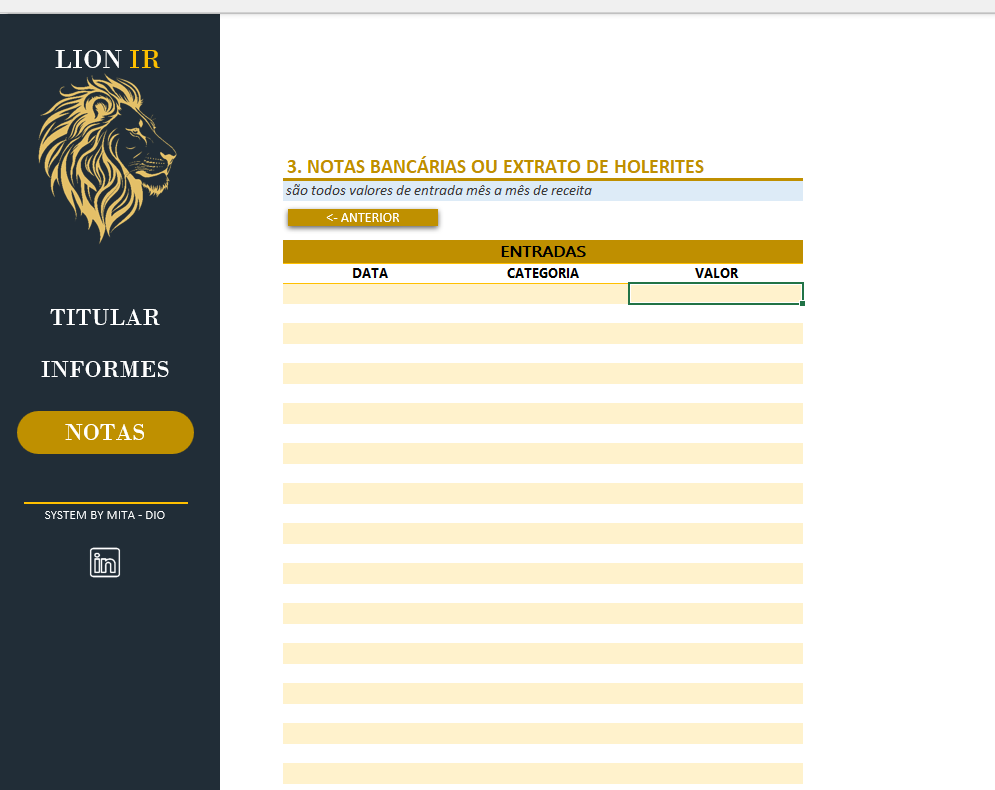 LION IR
TITULAR
INFORMES
NOTAS
SYSTEM BY MITA - DIO
in
3. NOTAS BANCÁRIAS OU EXTRATO DE HOLERITES
são todos valores de entrada mês a mês de receita
<- ANTERIOR
ENTRADAS
DATA CATEGORIA VALOR